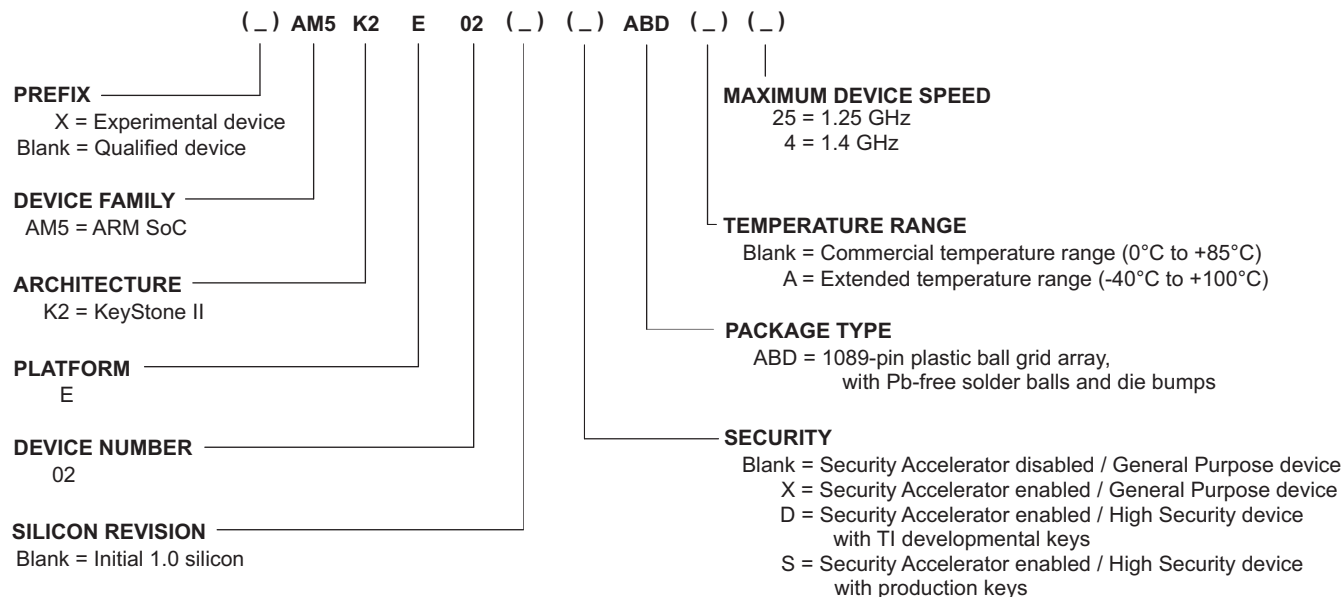 ( _ ) AM5 K2 E 02 ( _ ) ( _ ) ABD ( _ ) ( _ )
PREFIX
X = Experimental device
Blank = Qualified device
DEVICE FAMILY
AM5 = ARM SoC
ARCHITECTURE
K2 = KeyStone II
PLATFORM
E
DEVICE NUMBER
02
SILICON REVISION
Blank = Initial 1.0 silicon
MAXIMUM DEVICE SPEED
25 = 1.25 GHz
4 = 1.4 GHz
TEMPERATURE RANGE
Blank = Commercial temperature range (0°C to +85°C)
A = Extended temperature range (-40°C to +100°C)
PACKAGE TYPE
ABD = 1089-pin plastic ball grid array,
with Pb-free solder balls and die bumps
SECURITY
Blank = Security Accelerator disabled / General Purpose device
X = Security Accelerator enabled / General Purpose device
D = Security Accelerator enabled / High Security device
with TI developmental keys
S = Security Accelerator enabled / High Security device
with production keys